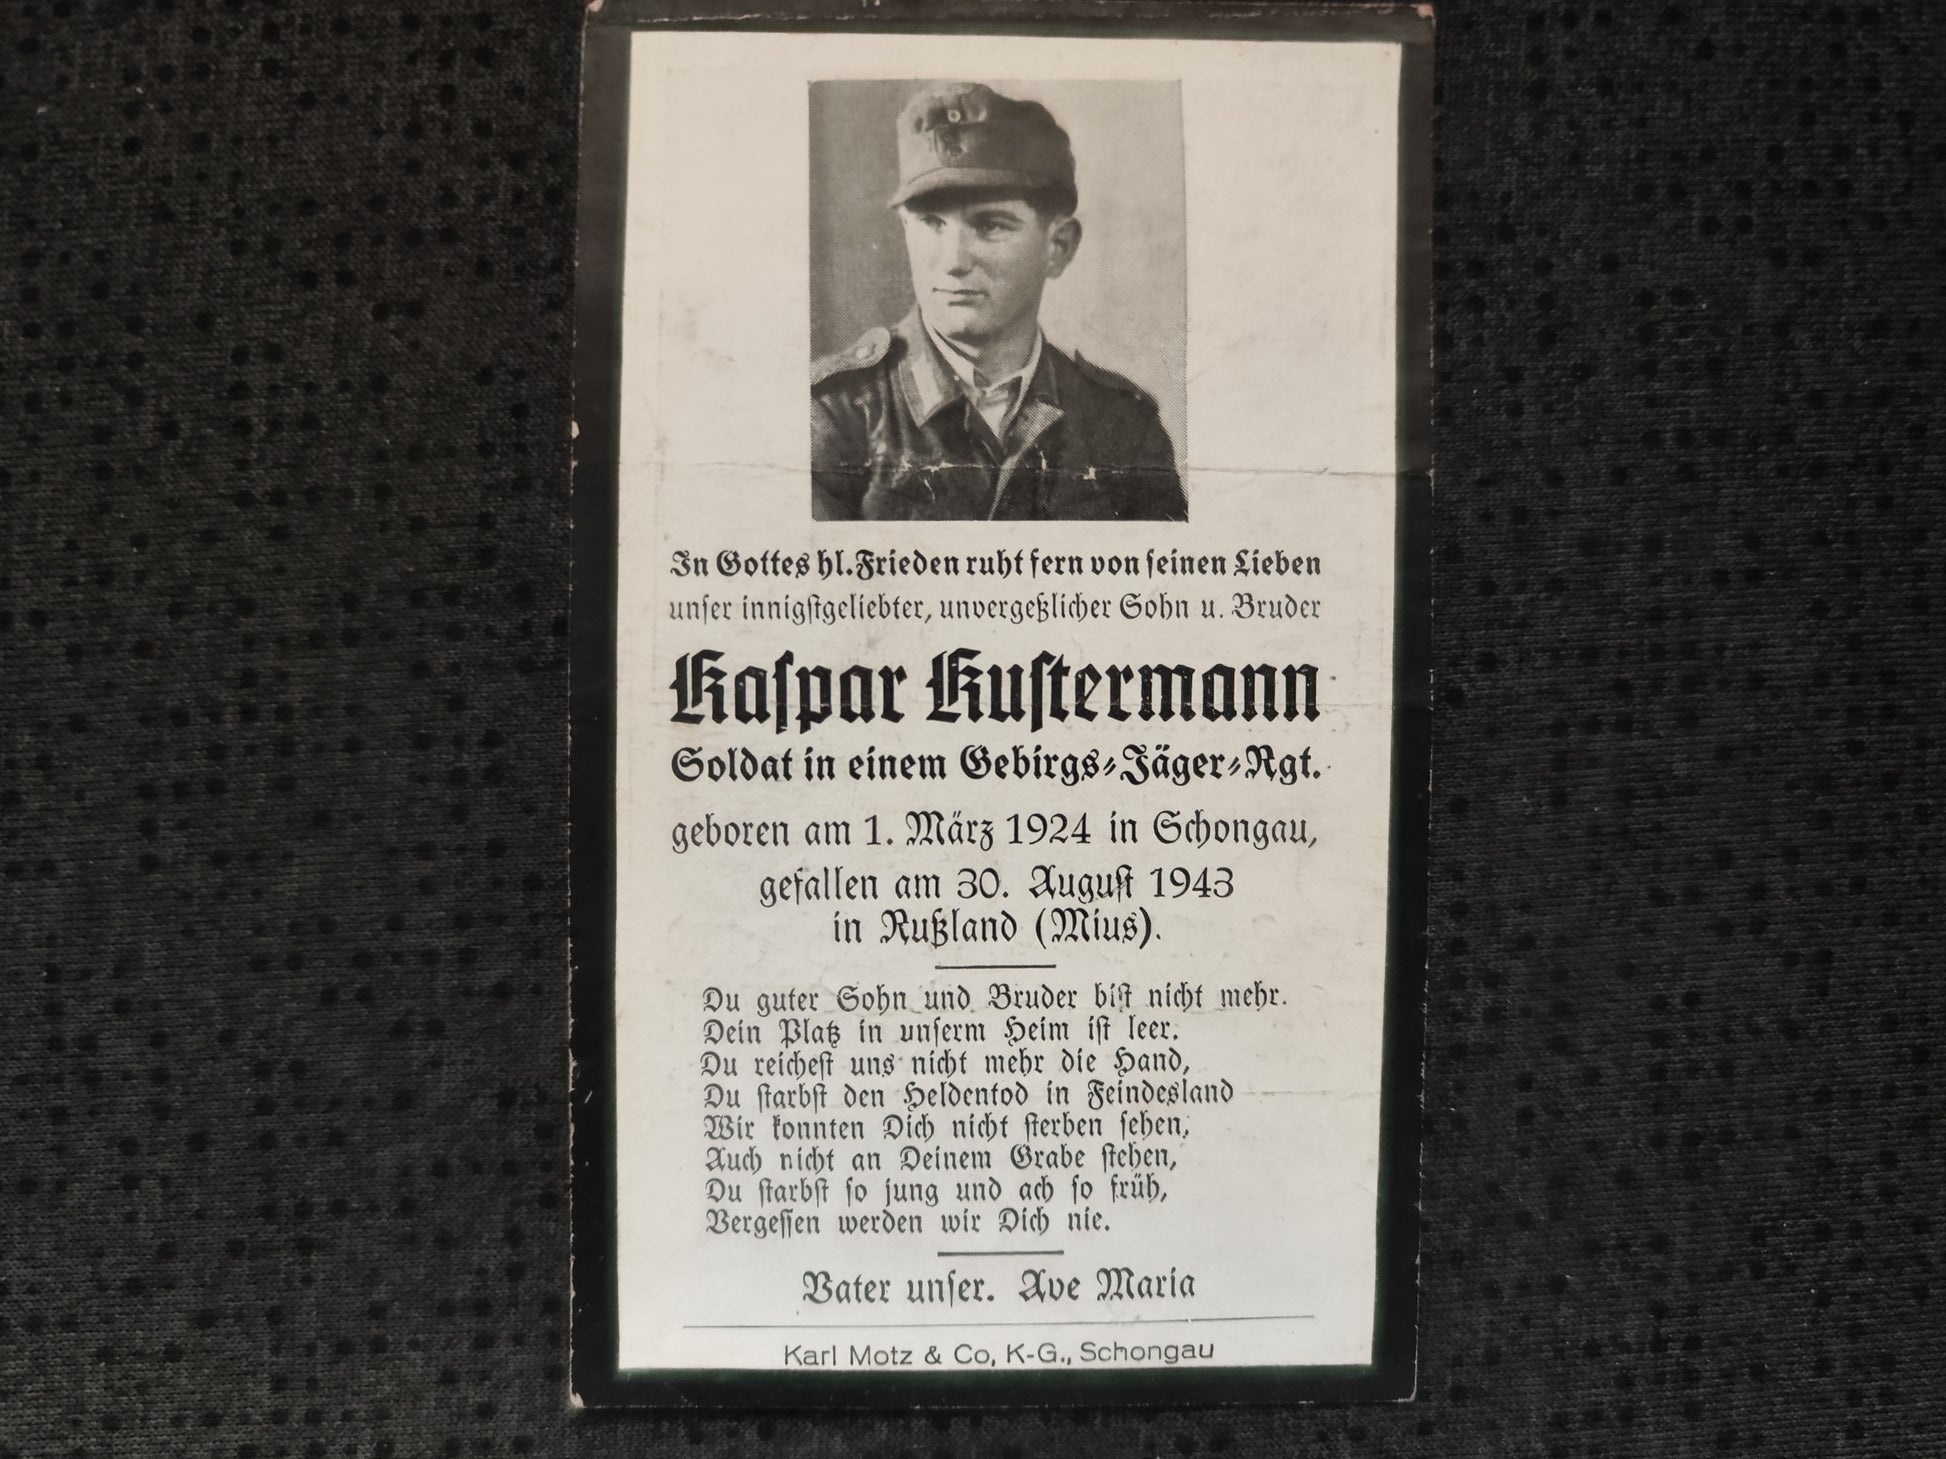 In Gottes hl. Frieden ruht fern von seinen Lieben
unser innigstgeliebter, unvergeßlicher Sohn u. Bruder
Kaspar Kustermann
Soldat in einem Gebirgs-Jäger-Rgt.
geboren am 1. März 1924 in Schongau,
gefallen am 30. August 1943
in Rußland (Mius).
Du guter Sohn und Bruder bist nicht mehr.
Dein Platz in unserm Heim ist leer.
Du reichest uns nicht mehr die Hand,
Du starbst den Heldentod in Feindesland
Wir konnten Dich nicht sterben sehen,
Auch nicht an Deinem Grabe stehen,
Du starbst so jung und ach so früh,
Vergessen werden wir Dich nie.
Vater unser. Ave Maria
Karl Motz & Co, K-G., Schongau